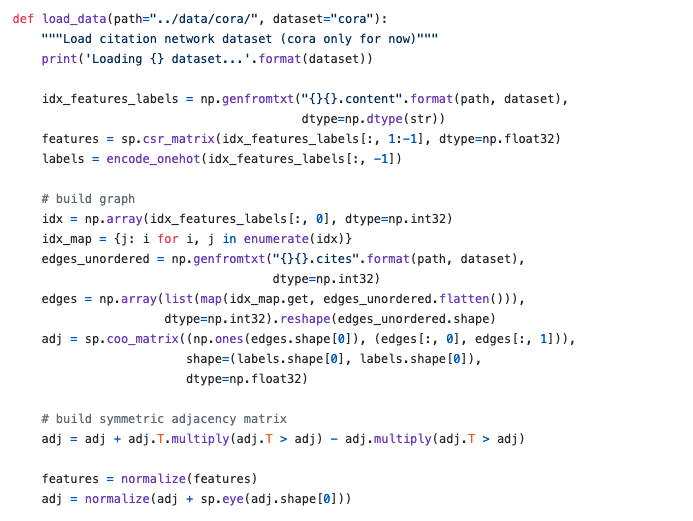 def load_data(path="../data/cora/", dataset="cora"):
    """Load citation network dataset (cora only for now)"""
    print('Loading {} dataset...'.format(dataset))

    idx_features_labels = np.genfromtxt("{}{}.content".format(path, dataset),
                                        dtype=np.dtype(str))
    features = sp.csr_matrix(idx_features_labels[:, 1:-1], dtype=np.float32)
    labels = encode_onehot(idx_features_labels[:, -1])

    # build graph
    idx = np.array(idx_features_labels[:, 0], dtype=np.int32)
    idx_map = {j: i for i, j in enumerate(idx)}
    edges_unordered = np.genfromtxt("{}{}.cites".format(path, dataset),
                                    dtype=np.int32)
    edges = np.array(list(map(idx_map.get, edges_unordered.flatten())),
                     dtype=np.int32).reshape(edges_unordered.shape)
    adj = sp.coo_matrix((np.ones(edges.shape[0]), (edges[:, 0], edges[:, 1])),
                        shape=(labels.shape[0], labels.shape[0]),
                        dtype=np.float32)

    # build symmetric adjacency matrix
    adj = adj + adj.T.multiply(adj.T > adj) - adj.multiply(adj.T > adj)

    features = normalize(features)
    adj = normalize(adj + sp.eye(adj.shape[0]))